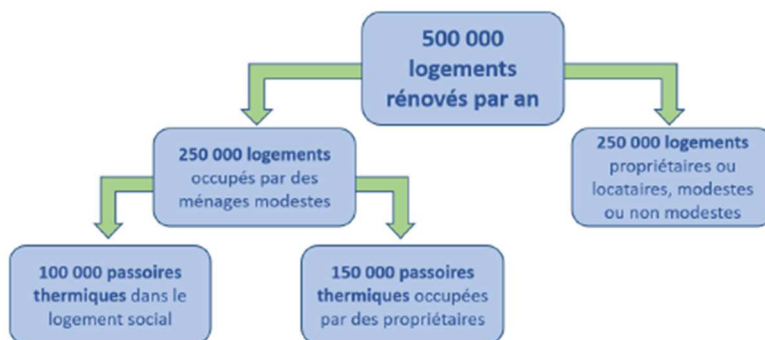 500 000
logements
rénovés par an
250 000 logements
occupés par des
ménages modestes
250 000 logements
propriétaires ou
locataires, modestes
ou non modestes
100 000 passoires
thermiques dans le
logement social
150 000 passoires
thermiques occupées
par des propriétaires